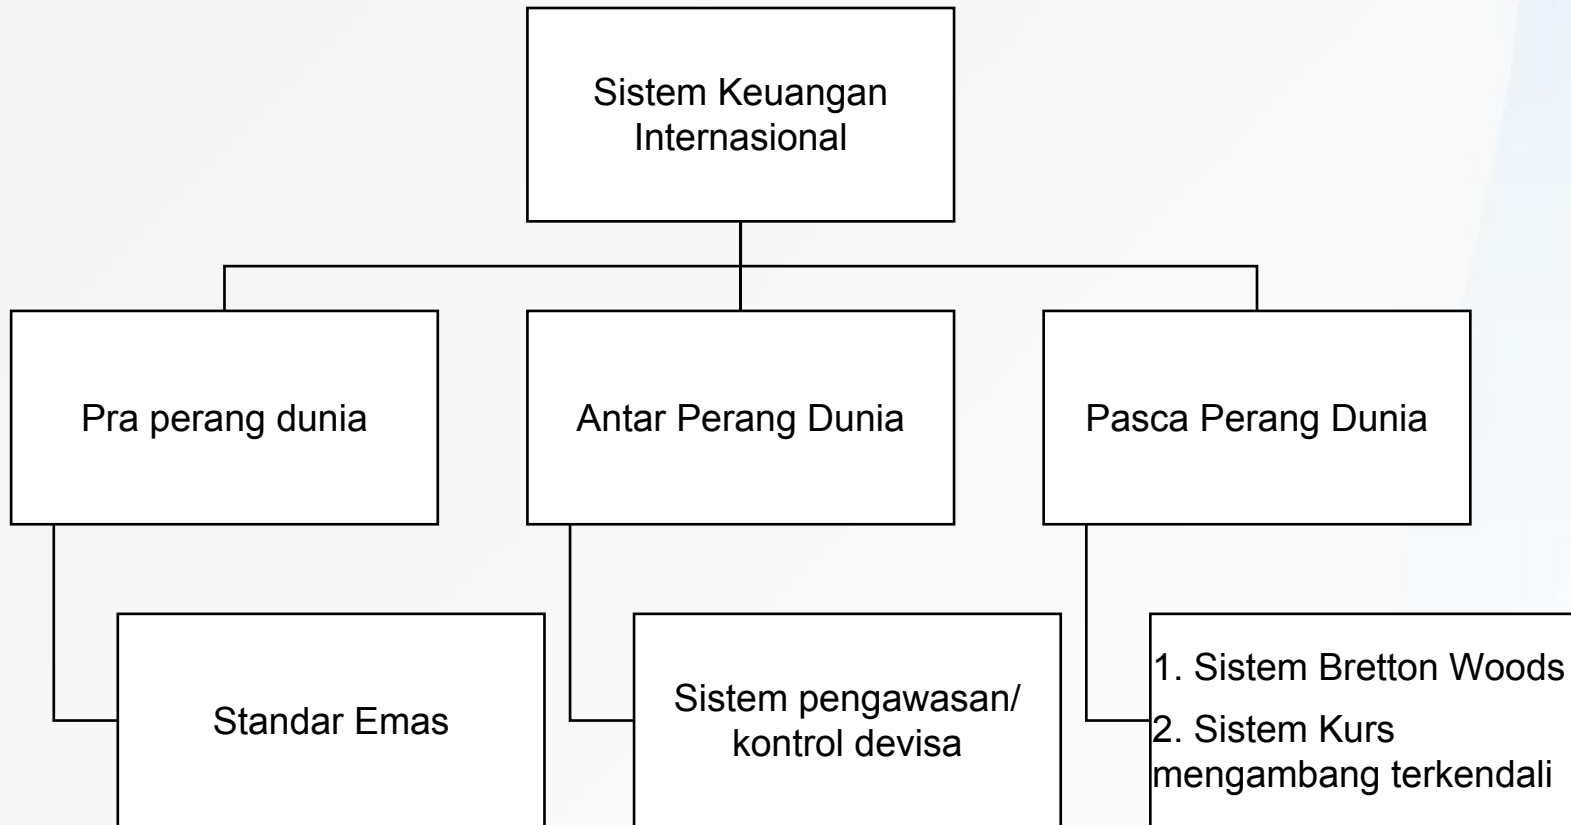 Sistem Keuangan
Internasional
Pra perang dunia
Antar Perang Dunia
Pasca Perang Dunia
Standar Emas
Sistem pengawasan/
kontrol devisa
1. Sistem Bretton Woods
2. Sistem Kurs
mengambang terkendali